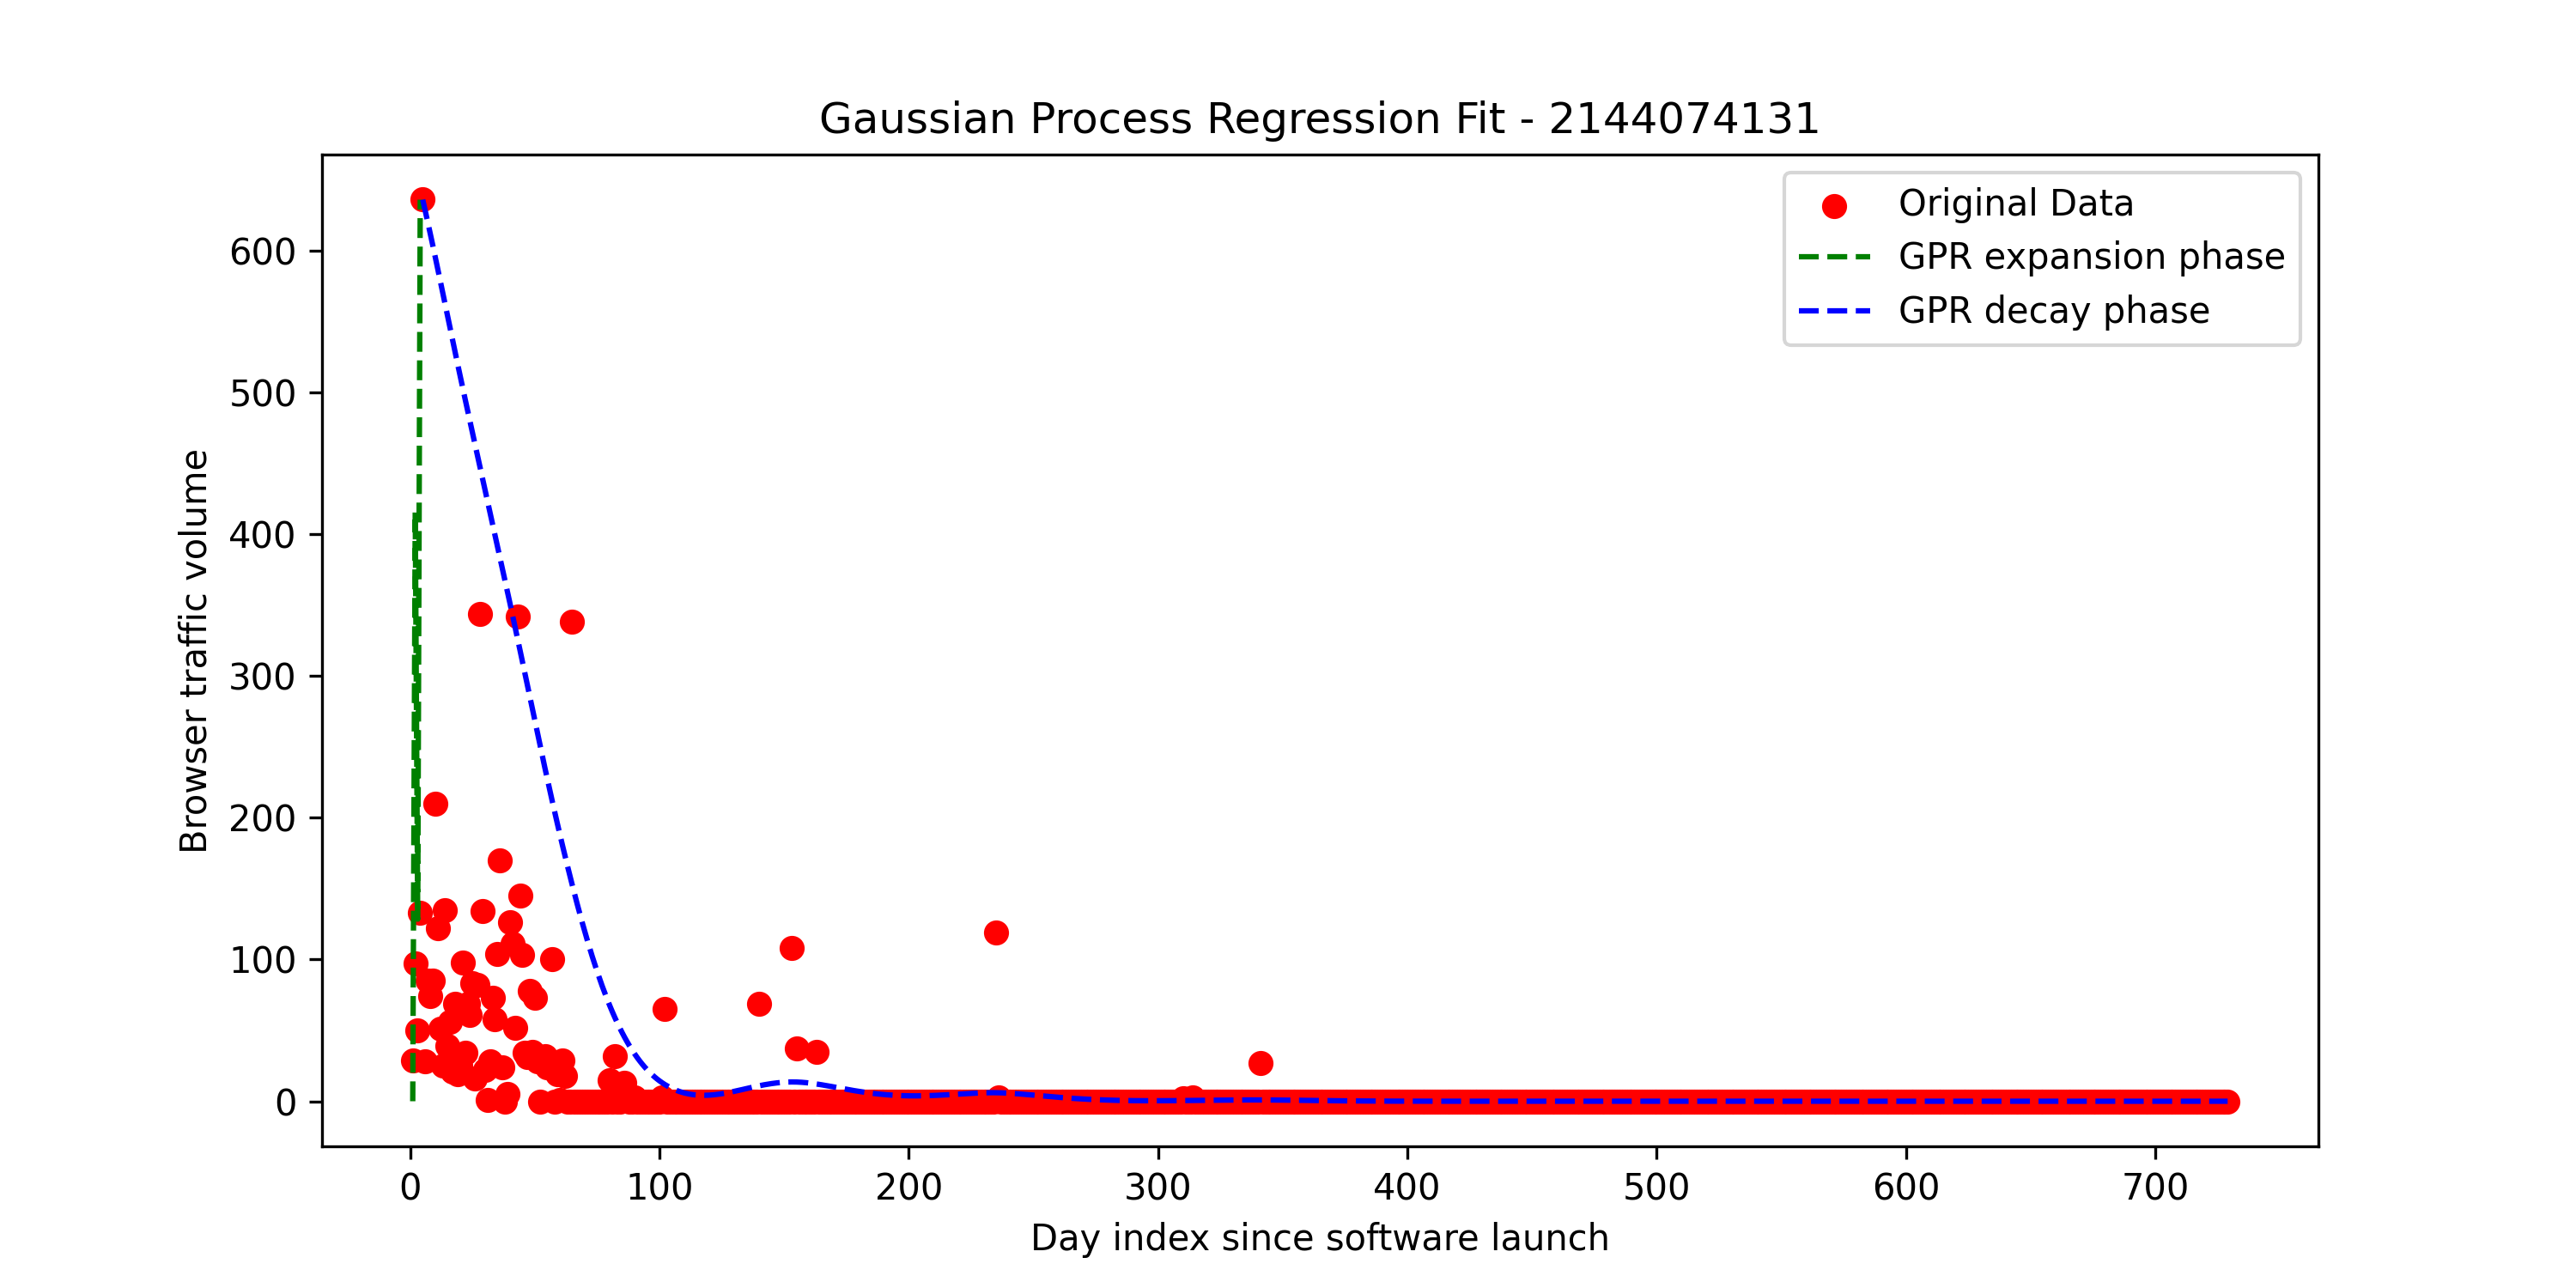 Gaussian Process Regression Fit - 2144074131
Original Data
GPR expansion phase
GPR decay phase
Browser traffic volume
600
500
400
300
200
100
0
0 100 200 300 400 500 600 700
Day index since software launch